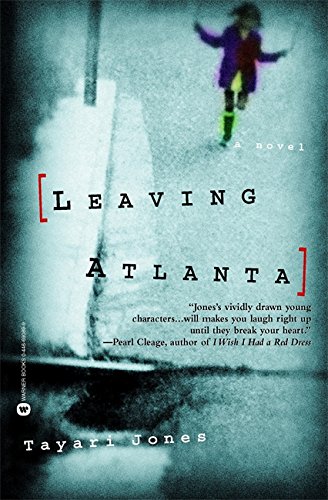 a novel
[LEAVING
ATLANTA]
“Jones’s vividly drawn young
characters...will makes you laugh right up
until they break your heart.”
—Pearl Cleage, author of I Wish I Had a Red Dress
Tayari Jones